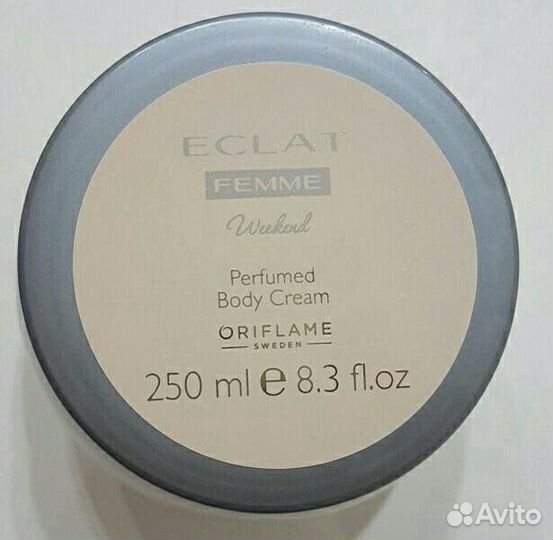 ECLAT
FEMME
Weekend
Perfumed
Body Cream
ORIFLAME
SWEDEN
250 ml e 8.3 fl.oz
Avito